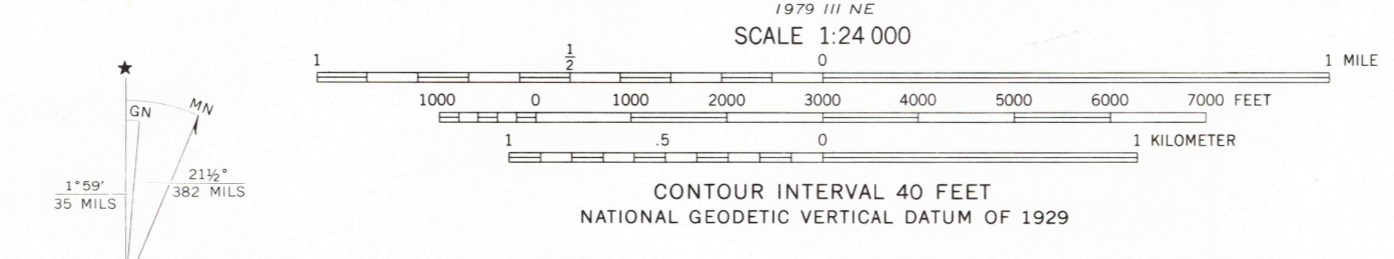 1979 III NE
SCALE 1:24 000
1 1/2 0 1 MILE
1000 0 1000 2000 3000 4000 5000 6000 7000 FEET
1 .5 0 1 KILOMETER
CONTOUR INTERVAL 40 FEET
NATIONAL GEODETIC VERTICAL DATUM OF 1929
★
GN
MN
1°59′
35 MILS
21½°
382 MILS